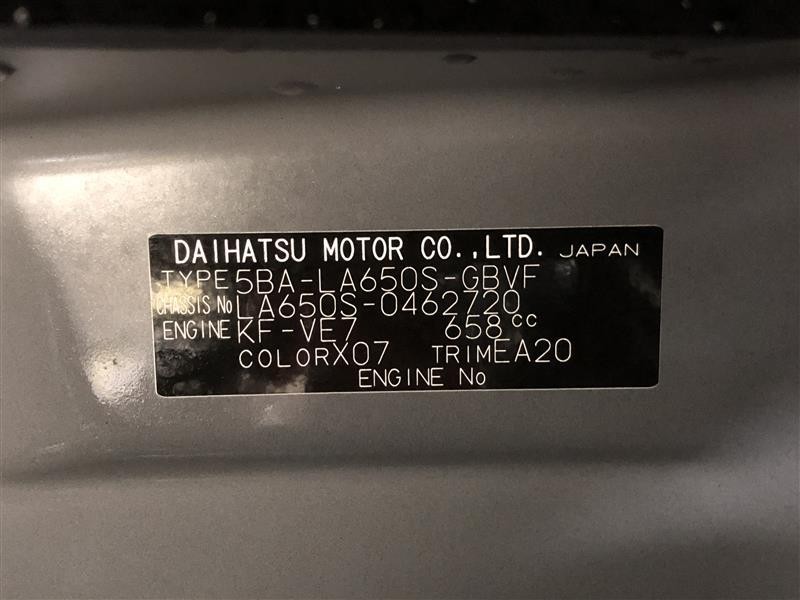 DAIHATSU MOTOR CO.,LTD. JAPAN
TYPE 5BA-LA650S-GBVF
CHASSIS No LA650S-0462720
ENGINE KF-VE7 658 cc
COLOR X07 TRIM EA20
ENGINE No